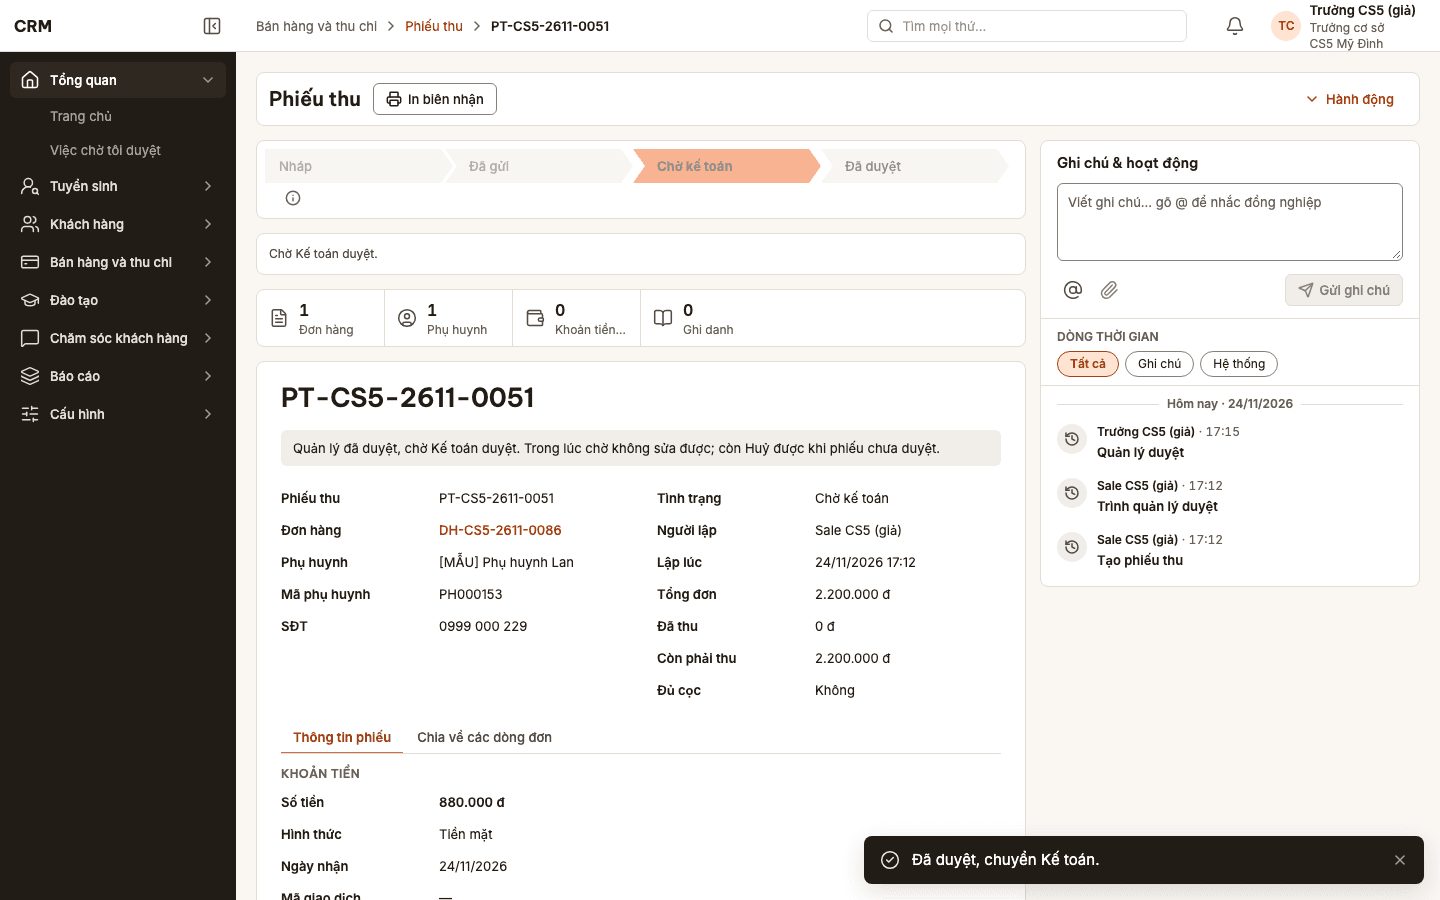 CRM
Bán hàng và thu chi > Phiếu thu > PT-CS5-2611-0051
Tìm mọi thứ...
TC
Trưởng CS5 (giả)
Trưởng cơ sở
CS5 Mỹ Đình
Tổng quan
Trang chủ
Việc chờ tôi duyệt
Tuyển sinh
Khách hàng
Bán hàng và thu chi
Đào tạo
Chăm sóc khách hàng
Báo cáo
Cấu hình
Phiếu thu
In biên nhận
Hành động
Nháp
Đã gửi
Chờ kế toán
Đã duyệt
Chờ Kế toán duyệt.
1
Đơn hàng
1
Phụ huynh
0
Khoản tiền...
0
Ghi danh
PT-CS5-2611-0051
Quản lý đã duyệt, chờ Kế toán duyệt. Trong lúc chờ không sửa được; còn Huỷ được khi phiếu chưa duyệt.
Phiếu thu PT-CS5-2611-0051
Đơn hàng DH-CS5-2611-0086
Phụ huynh [MẪU] Phụ huynh Lan
Mã phụ huynh PH000153
SĐT 0999 000 229
Tình trạng Chờ kế toán
Người lập Sale CS5 (giả)
Lập lúc 24/11/2026 17:12
Tổng đơn 2.200.000 đ
Đã thu 0 đ
Còn phải thu 2.200.000 đ
Đủ cọc Không
Thông tin phiếu
Chia về các dòng đơn
KHOẢN TIỀN
Số tiền 880.000 đ
Hình thức Tiền mặt
Ngày nhận 24/11/2026
Mã giao dịch —
Ghi chú & hoạt động
Viết ghi chú... gõ @ để nhắc đồng nghiệp
Gửi ghi chú
DÒNG THỜI GIAN
Tất cả
Ghi chú
Hệ thống
Hôm nay · 24/11/2026
Trưởng CS5 (giả) · 17:15
Quản lý duyệt
Sale CS5 (giả) · 17:12
Trình quản lý duyệt
Sale CS5 (giả) · 17:12
Tạo phiếu thu
Đã duyệt, chuyển Kế toán.